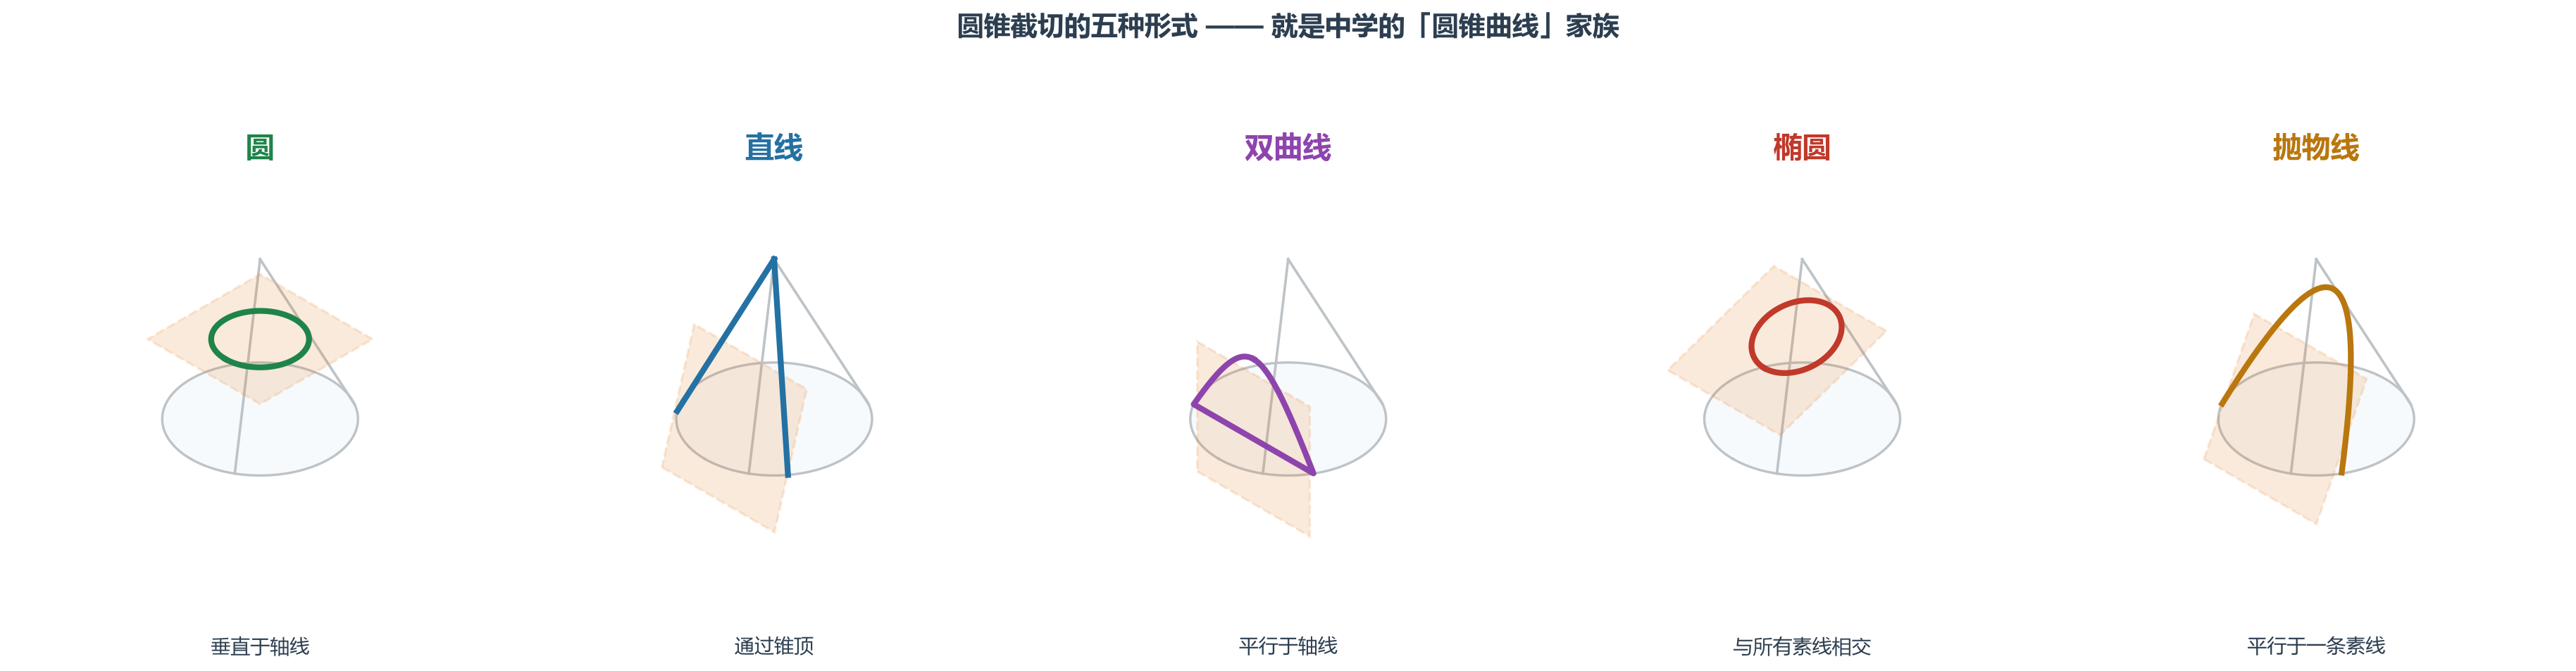 圆锥截切的五种形式 —— 就是中学的「圆锥曲线」家族
圆
直线
双曲线
椭圆
抛物线
垂直于轴线
通过锥顶
平行于轴线
与所有素线相交
平行于一条素线